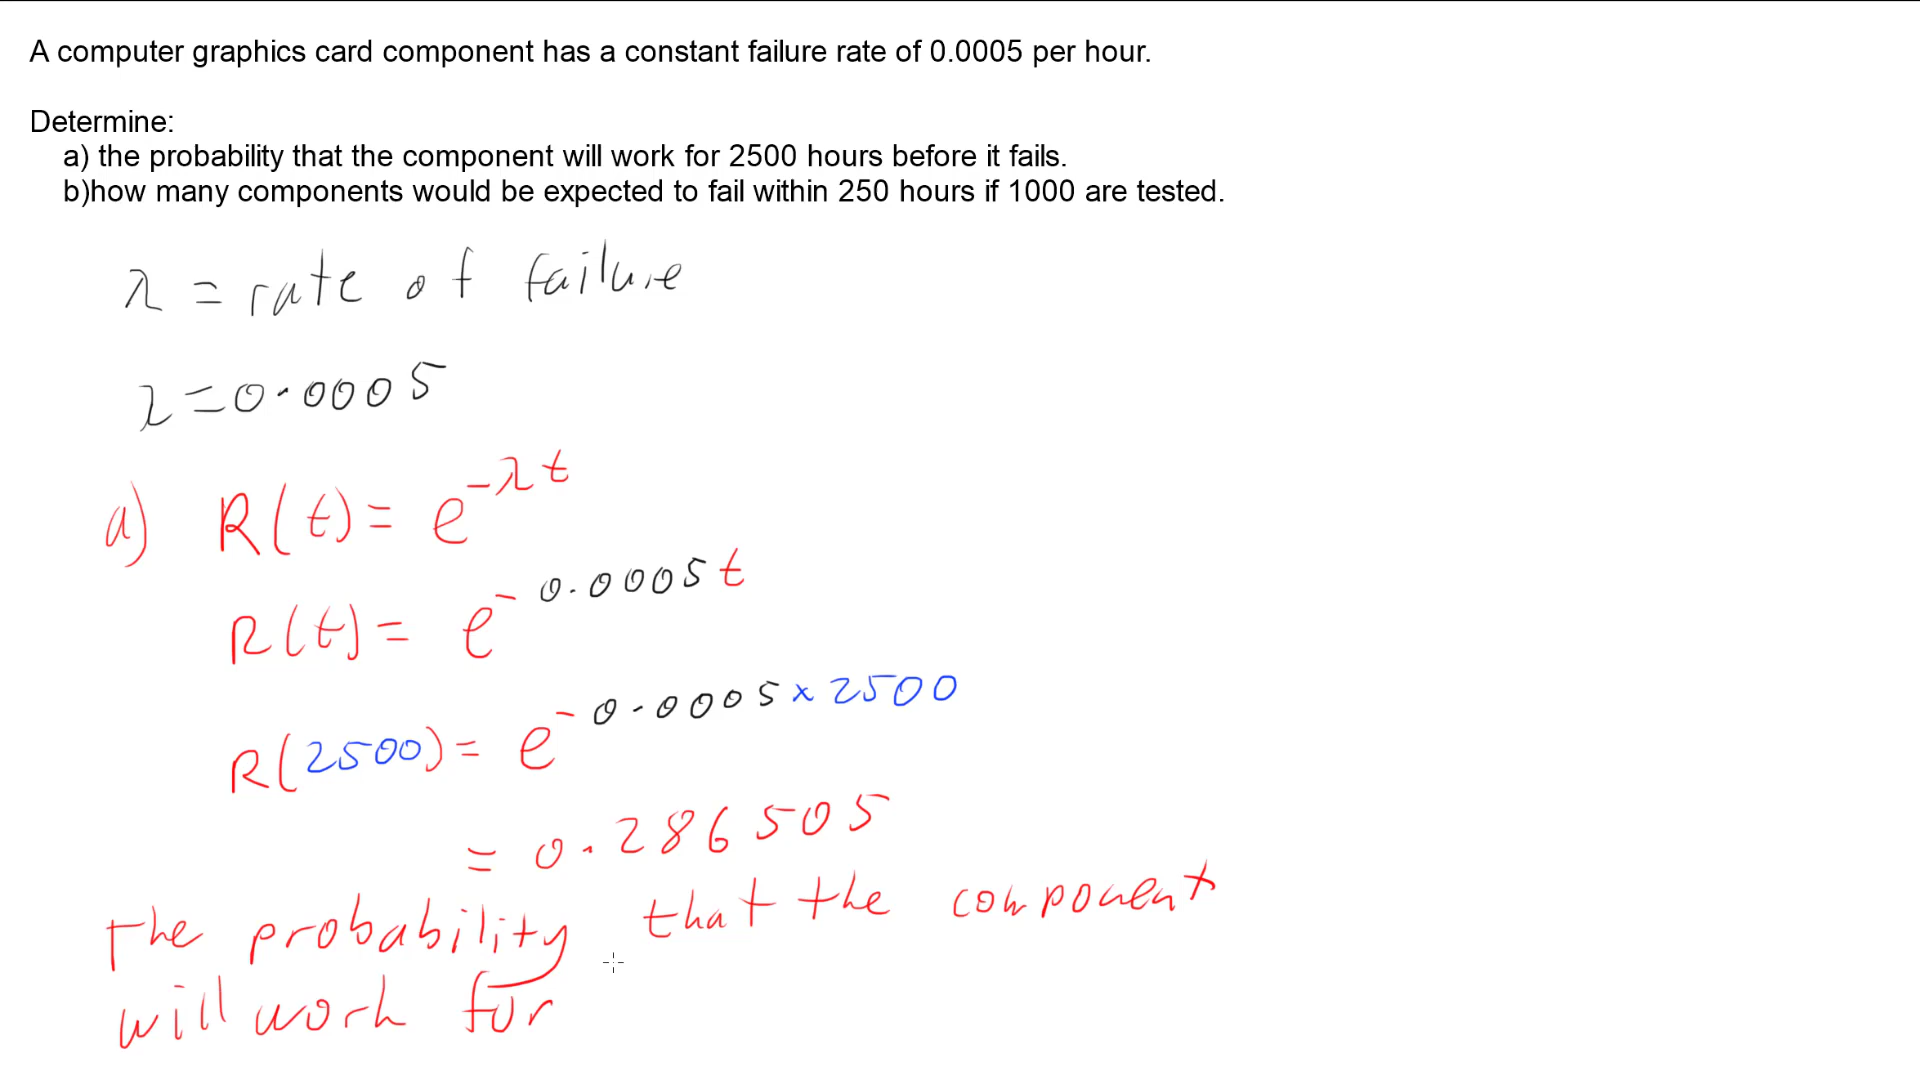 A computer graphics card component has a constant failure rate of 0.0005 per hour.
Determine:
a) the probability that the component will work for 2500 hours before it fails.
b)how many components would be expected to fail within 250 hours if 1000 are tested.
λ = rate of failure
λ = 0.0005
a) R(t) = e^-λt
R(t) = e^-0.0005t
R(2500) = e^-0.0005×2500
= 0.286505
the probability that the component
will work for